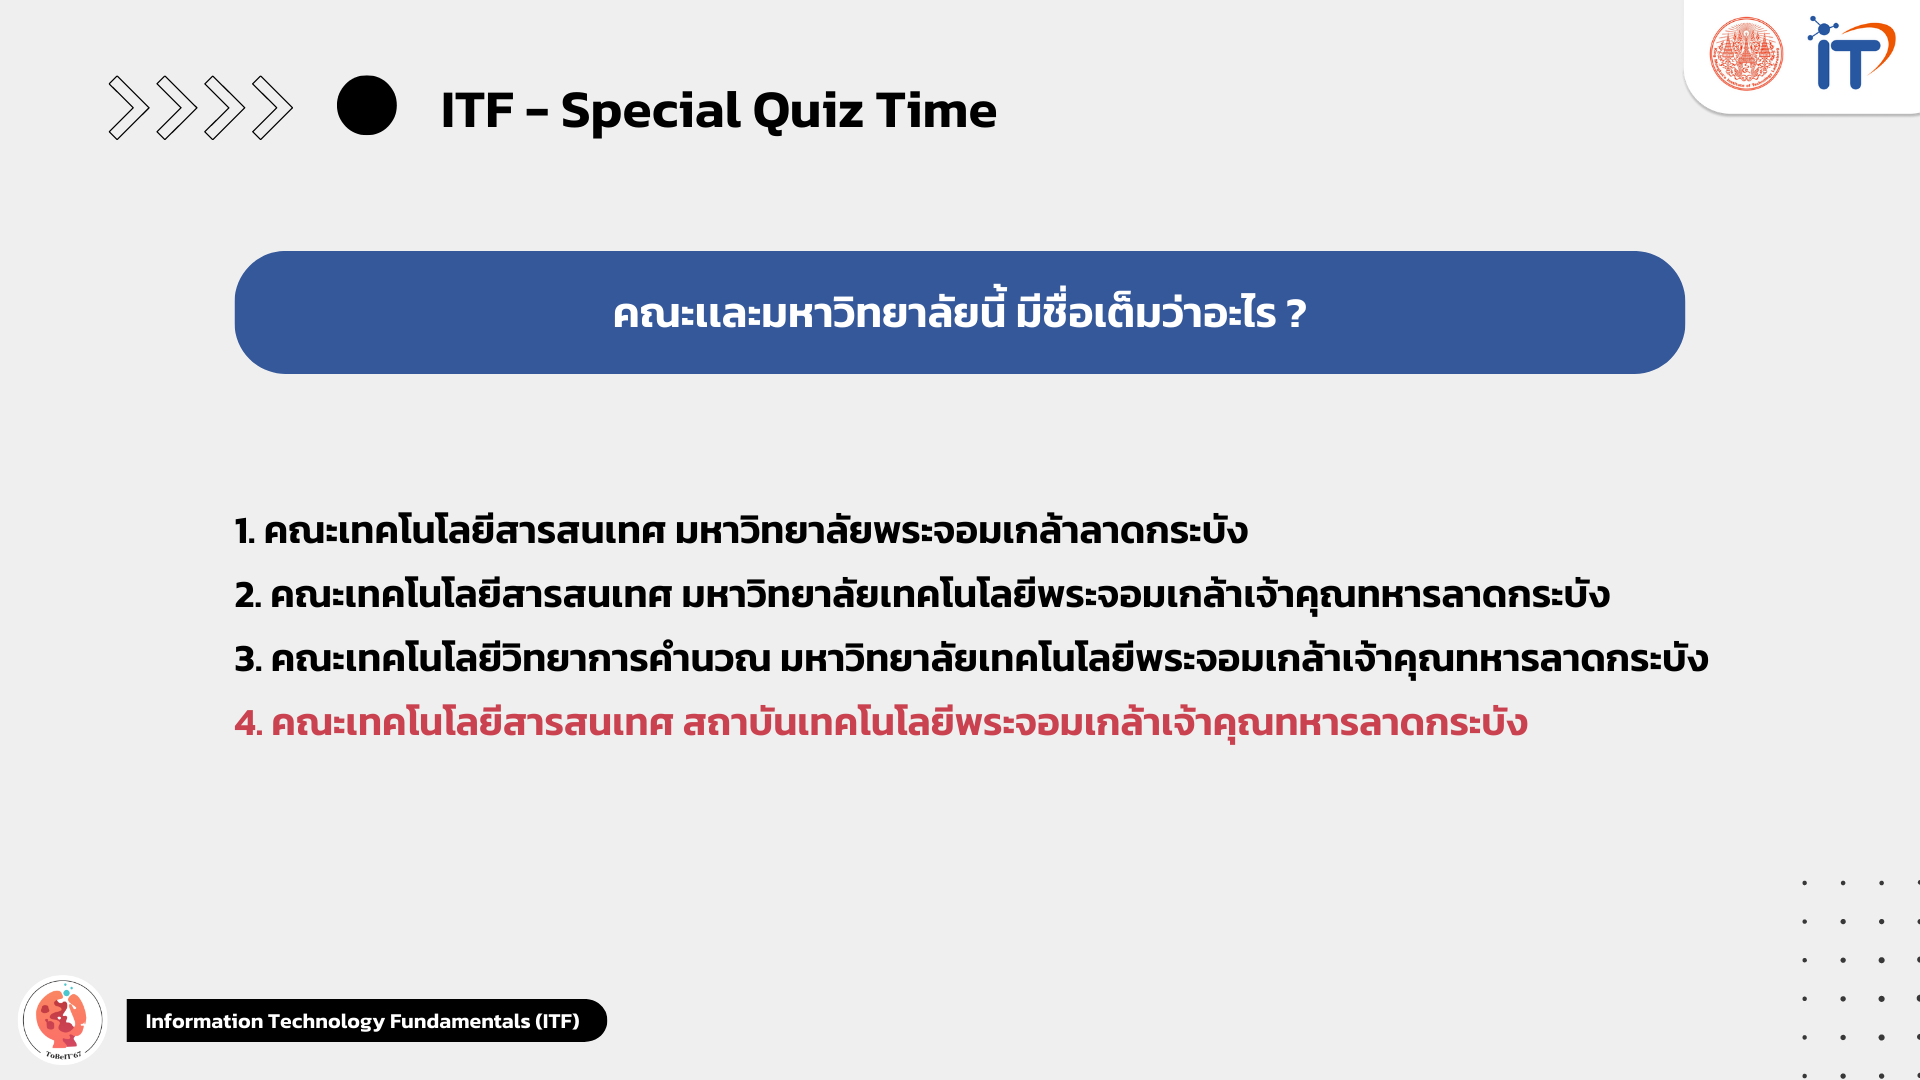 IT
ITF - Special Quiz Time
คณะและมหาวิทยาลัยนี้ มีชื่อเต็มว่าอะไร ?
1. คณะเทคโนโลยีสารสนเทศ มหาวิทยาลัยพระจอมเกล้าลาดกระบัง
2. คณะเทคโนโลยีสารสนเทศ มหาวิทยาลัยเทคโนโลยีพระจอมเกล้าเจ้าคุณทหารลาดกระบัง
3. คณะเทคโนโลยีวิทยาการคำนวณ มหาวิทยาลัยเทคโนโลยีพระจอมเกล้าเจ้าคุณทหารลาดกระบัง
4. คณะเทคโนโลยีสารสนเทศ สถาบันเทคโนโลยีพระจอมเกล้าเจ้าคุณทหารลาดกระบัง
ToBeIT'67
Information Technology Fundamentals (ITF)